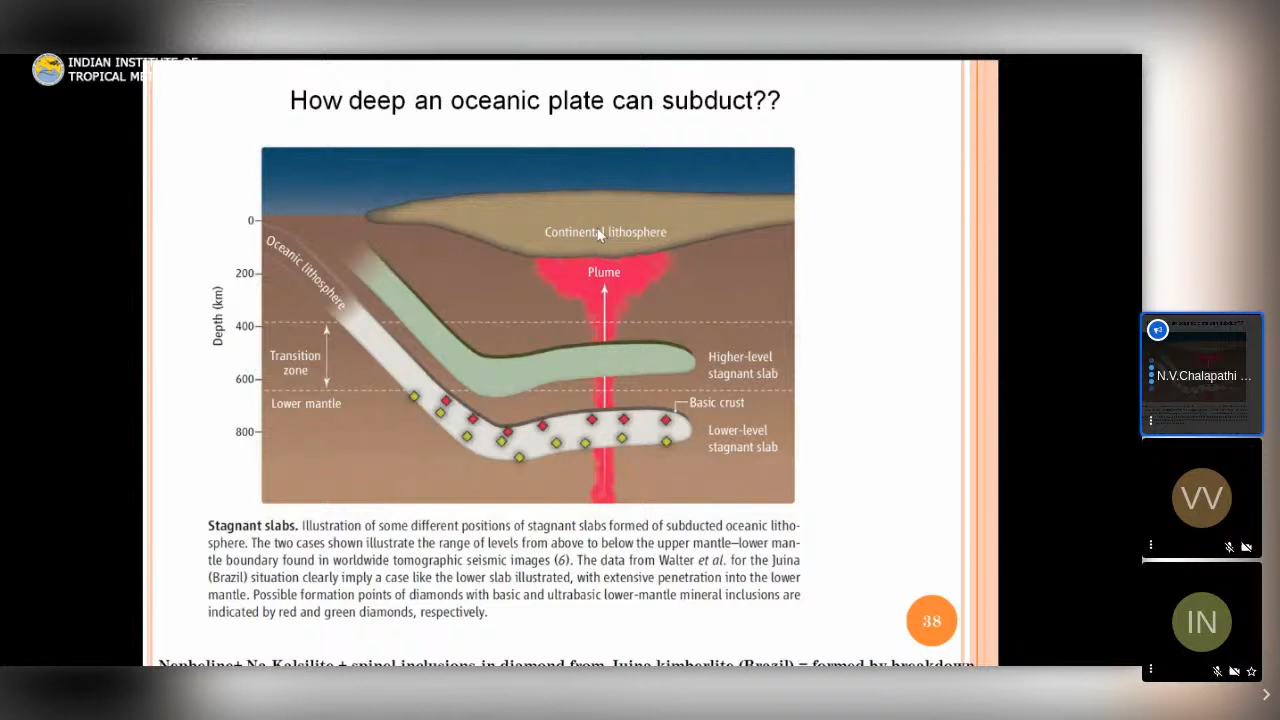 INDIAN INSTITUTE OF
TROPICAL ME
How deep an oceanic plate can subduct??
0
200
400
600
800
Depth (km)
Oceanic lithosphere
Continental lithosphere
Plume
Transition
zone
Lower mantle
Higher-level
stagnant slab
Basic crust
Lower-level
stagnant slab
Stagnant slabs. Illustration of some different positions of stagnant slabs formed of subducted oceanic litho-
sphere. The two cases shown illustrate the range of levels from above to below the upper mantle–lower man-
tle boundary found in worldwide tomographic seismic images (6). The data from Walter et al. for the Juina
(Brazil) situation clearly imply a case like the lower slab illustrated, with extensive penetration into the lower
mantle. Possible formation points of diamonds with basic and ultrabasic lower-mantle mineral inclusions are
indicated by red and green diamonds, respectively.
38
Nepheline+ Na-Kalsilite + spinel inclusions in diamond from Juina kimberlite (Brazil) = formed by breakdown
N.V.Chalapathi ...
VV
IN